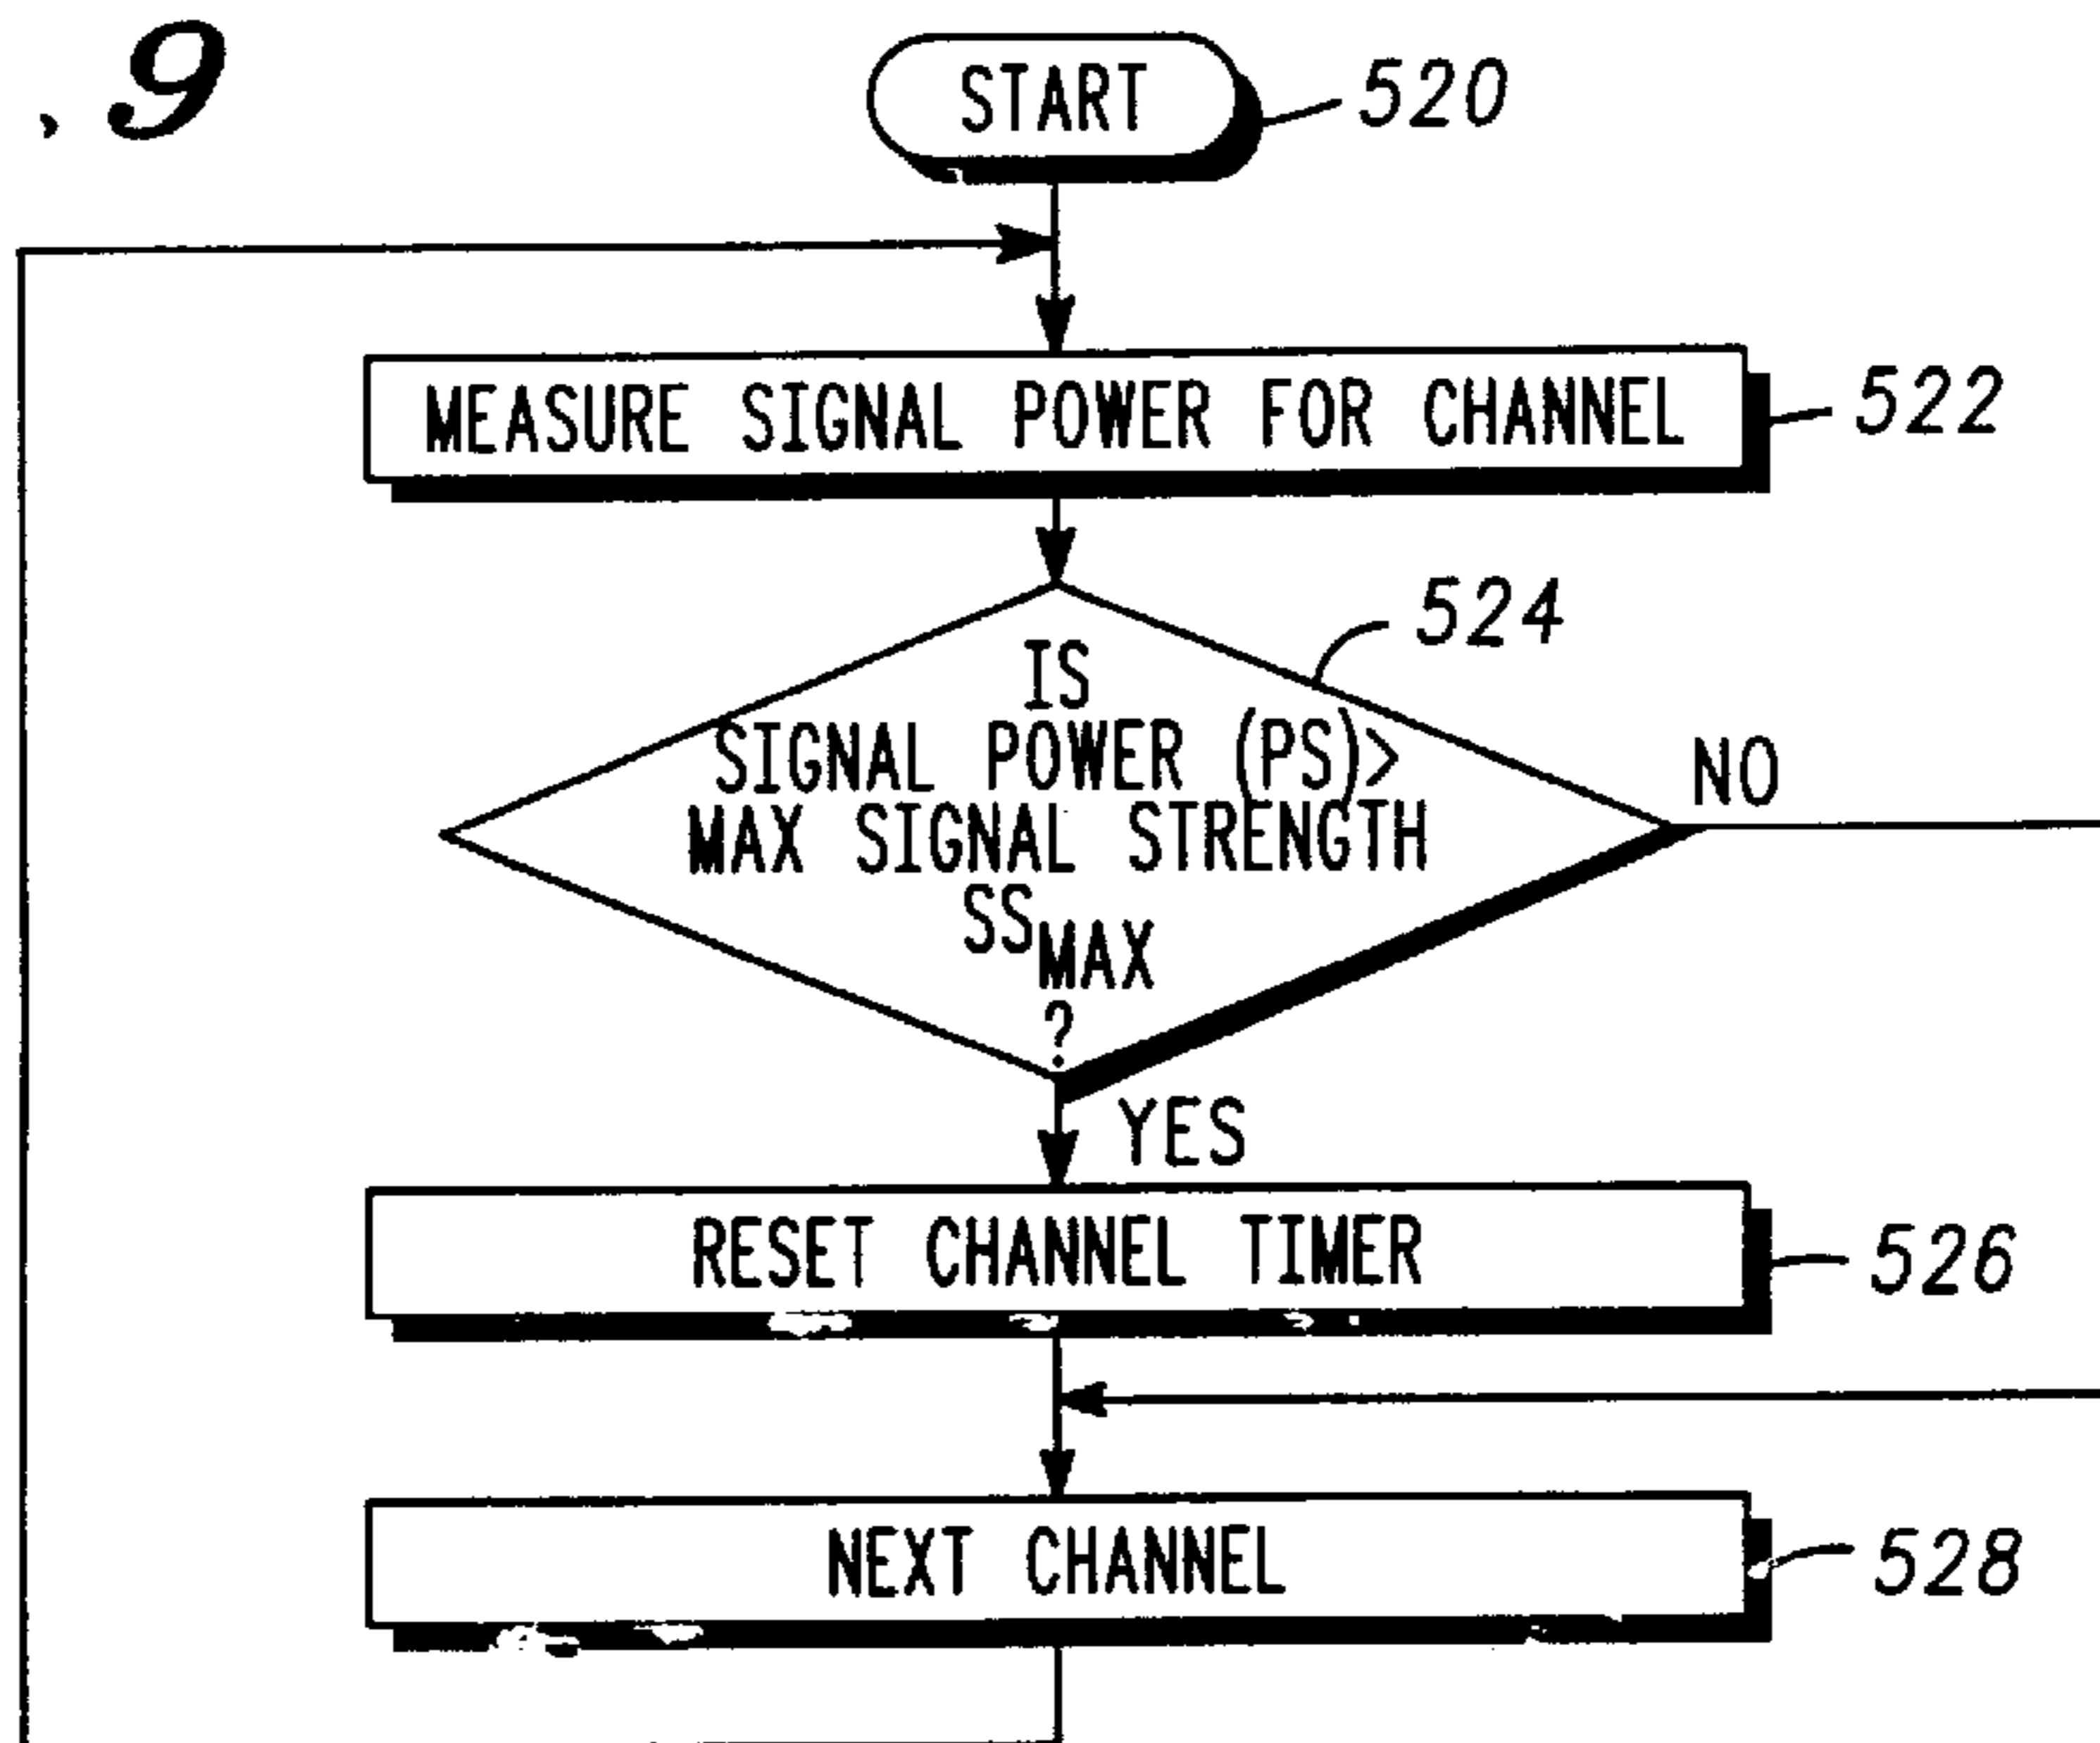 .9
START
520
MEASURE SIGNAL POWER FOR CHANNEL
522
524
IS
SIGNAL POWER (PS)>
MAX SIGNAL STRENGTH
SSMAX
?
NO
YES
RESET CHANNEL TIMER
526
NEXT CHANNEL
528